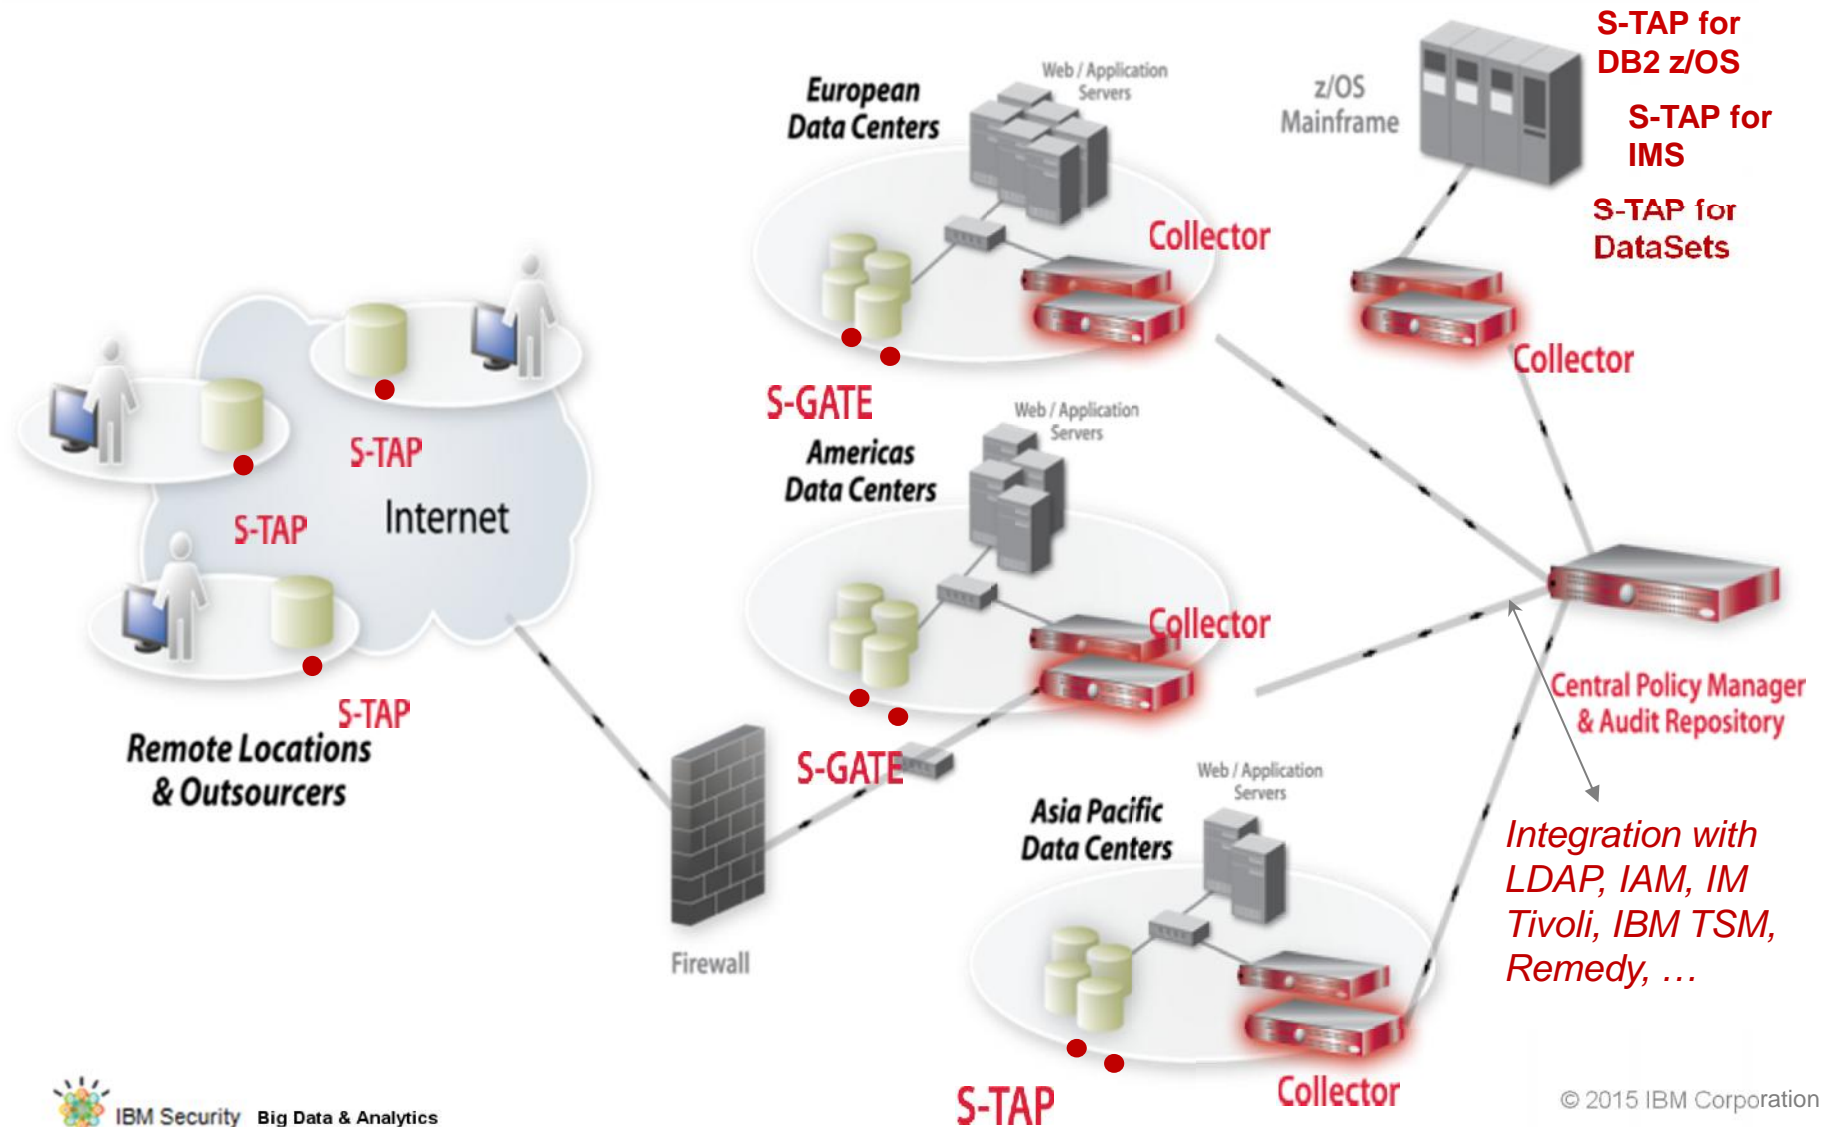 S-TAP for
DB2 z/OS
S-TAP for
IMS
S-TAP for
DataSets
z/OS
Mainframe
Collector
European
Data Centers
Web / Application
Servers
Collector
S-GATE
Americas
Data Centers
Web / Application
Servers
Collector
S-GATE
S-TAP
S-TAP
Internet
S-TAP
Remote Locations
& Outsourcers
Firewall
Asia Pacific
Data Centers
Web / Application
Servers
S-TAP
Collector
Central Policy Manager
& Audit Repository
Integration with
LDAP, IAM, IM
Tivoli, IBM TSM,
Remedy, …
IBM Security Big Data & Analytics
© 2015 IBM Corporation